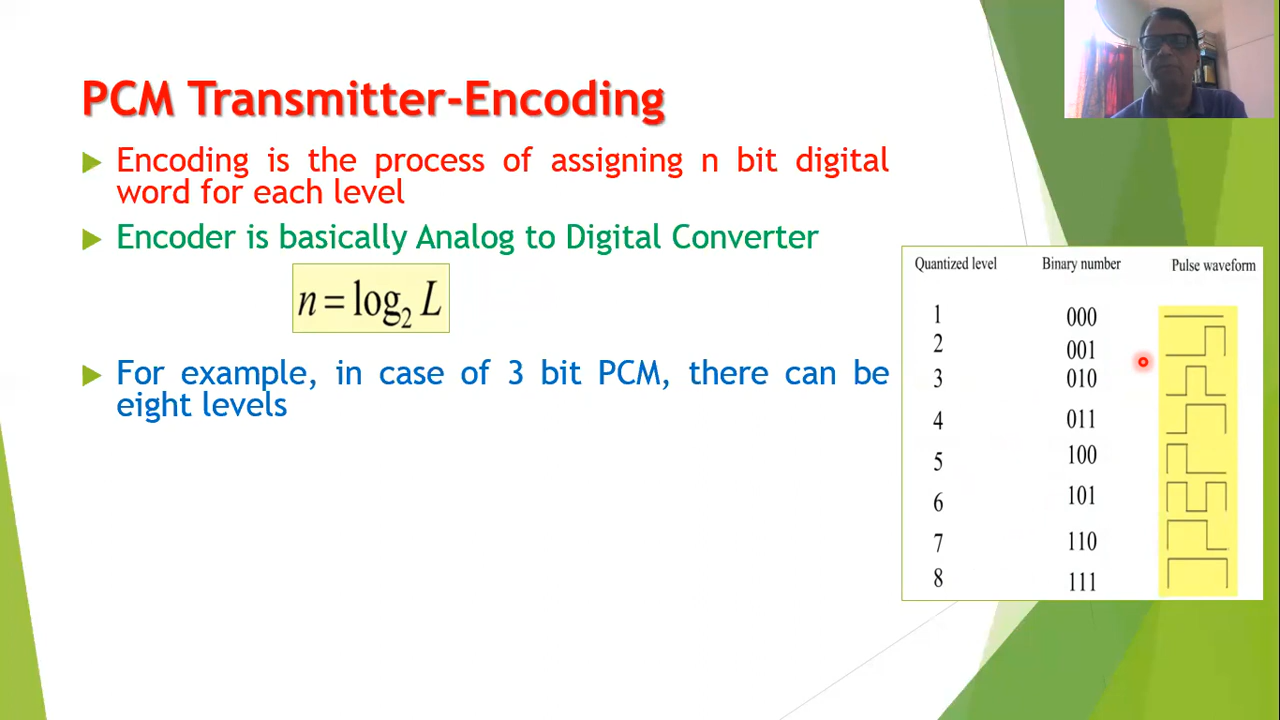 PCM Transmitter-Encoding
Encoding is the process of assigning n bit digital
word for each level
Encoder is basically Analog to Digital Converter
n = log₂ L
For example, in case of 3 bit PCM, there can be
eight levels
Quantized level Binary number Pulse waveform
1 000
2 001
3 010
4 011
5 100
6 101
7 110
8 111